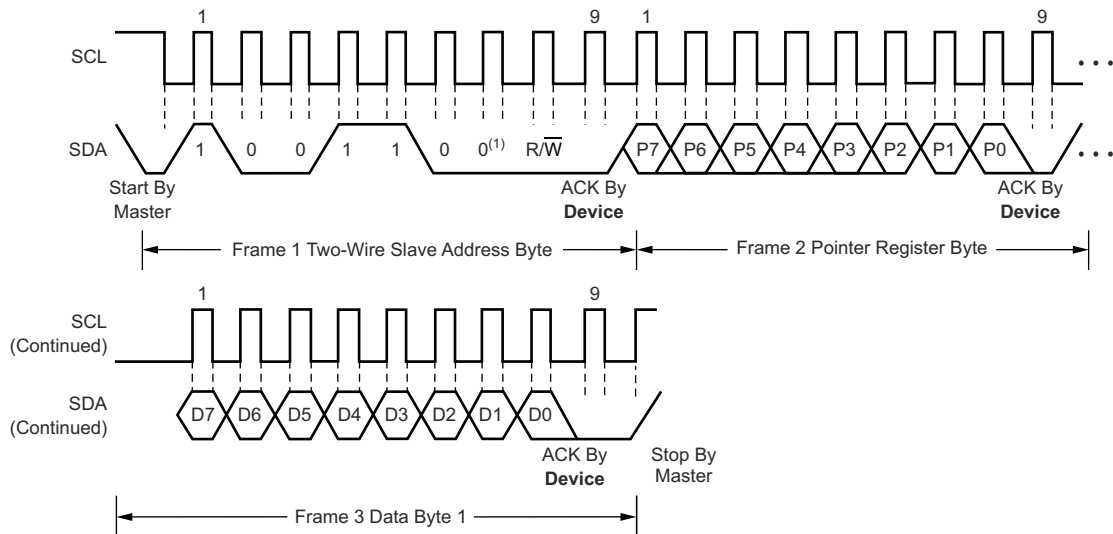 1 9 1 9
SCL
SDA 1 0 0 1 1 0 0(1) R/W̅ P7 P6 P5 P4 P3 P2 P1 P0
Start By
Master
ACK By
Device
ACK By
Device
Frame 1 Two-Wire Slave Address Byte
Frame 2 Pointer Register Byte
1 9
SCL
(Continued)
SDA
(Continued)
D7 D6 D5 D4 D3 D2 D1 D0
ACK By
Device
Stop By
Master
Frame 3 Data Byte 1